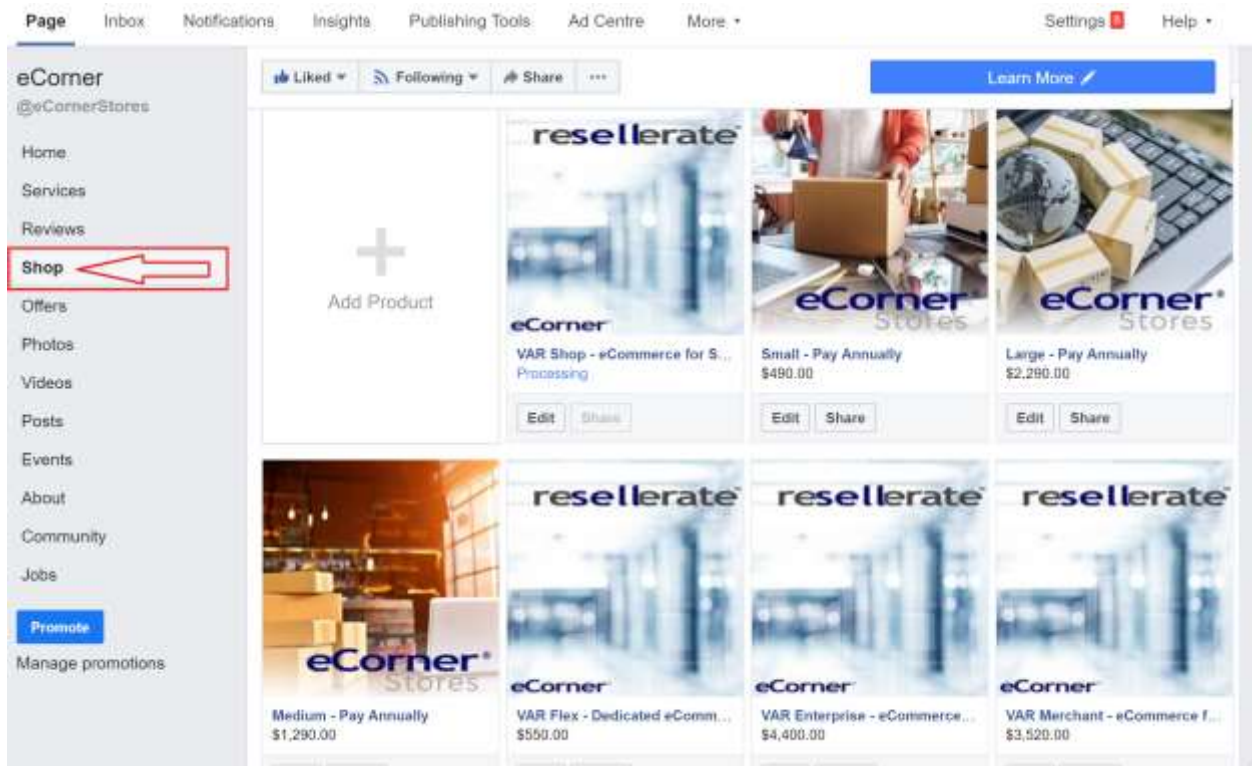 Page Inbox Notifications Insights Publishing Tools Ad Centre More Settings Help
eCorner
@eCornerStores
Liked Following Share ... Learn More
Home
Services
Reviews
Shop
Offers
Photos
Videos
Posts
Events
About
Community
Jobs
Promote
Manage promotions
Add Product
resellerate
eCorner
VAR Shop - eCommerce for S...
Processing
Edit Share
eCorner
Stores
Small - Pay Annually
$490.00
Edit Share
eCorner®
Stores
Large - Pay Annually
$2,290.00
Edit Share
eCorner®
Stores
Medium - Pay Annually
$1,290.00
resellerate
eCorner
VAR Flex - Dedicated eComm...
$550.00
resellerate
eCorner
VAR Enterprise - eCommerce...
$4,400.00
resellerate
eCorner
VAR Merchant - eCommerce f...
$3,520.00